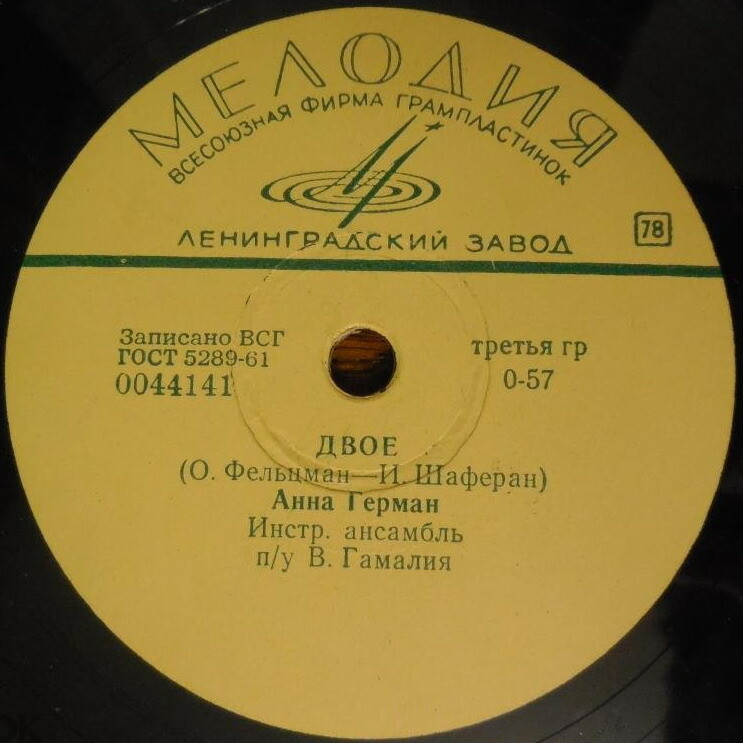 МЕЛОДИЯ
ВСЕСОЮЗНАЯ ФИРМА ГРАМПЛАСТИНОК
ЛЕНИНГРАДСКИЙ ЗАВОД
78
Записано ВСГ
ГОСТ 5289-61
0044141
третья гр
0-57
ДВОЕ
(О. Фельцман—И. Шаферан)
Анна Герман
Инстр. ансамбль
п/у В. Гамалия